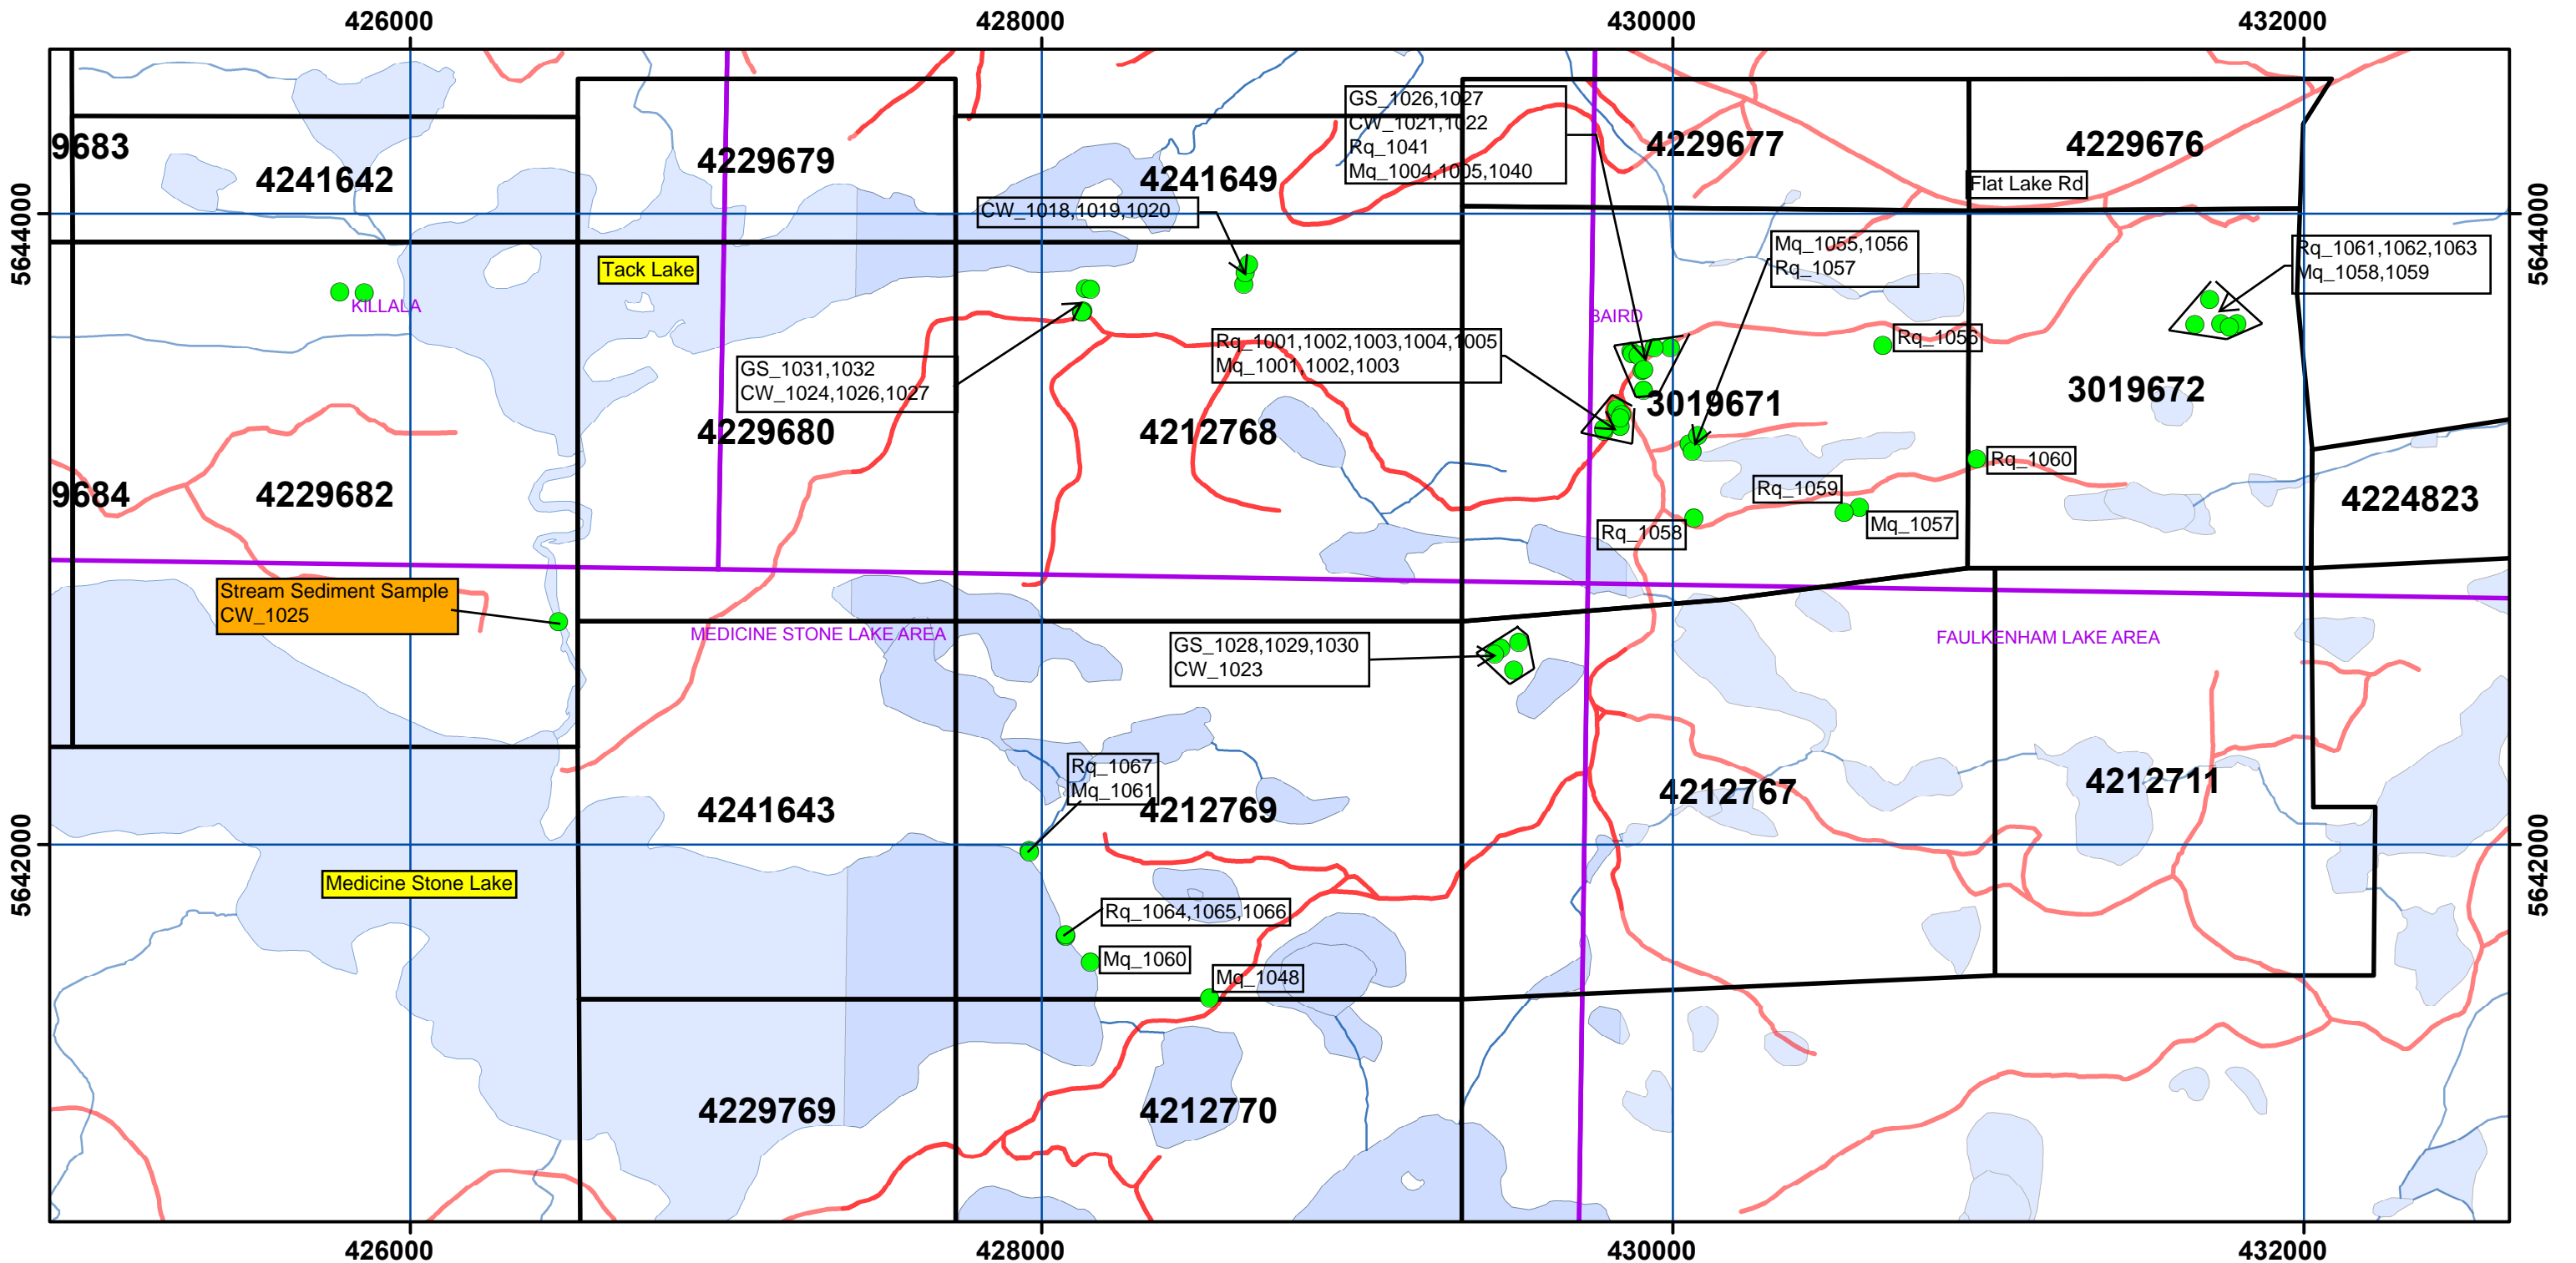 426000
428000
430000
432000
GS_1026,1027
CW_1021,1022
Rq_1041
Mq_1004,1005,1040
9683
4241642
4229679
4241649
4229677
4229676
Flat Lake Rd
5644000
5644000
CW_1018,1019,1020
Tack Lake
KILLALA
BAIRD
Mq_1055,1056
Rq_1057
Rq_1061,1062,1063
Mq_1058,1059
Rq_1056
Rq_1001,1002,1003,1004,1005
Mq_1001,1002,1003
GS_1031,1032
CW_1024,1026,1027
3019671
3019672
4229680
4212768
9684
4229682
Rq_1060
Rq_1059
Mq_1057
Rq_1058
4224823
Stream Sediment Sample
CW_1025
MEDICINE STONE LAKE AREA
GS_1028,1029,1030
CW_1023
FAULKENHAM LAKE AREA
Rq_1067
Mq_1061
4241643
4212769
4212767
4212711
5642000
5642000
Medicine Stone Lake
Rq_1064,1065,1066
Mq_1060
Mq_1048
4229769
4212770
426000
428000
430000
432000